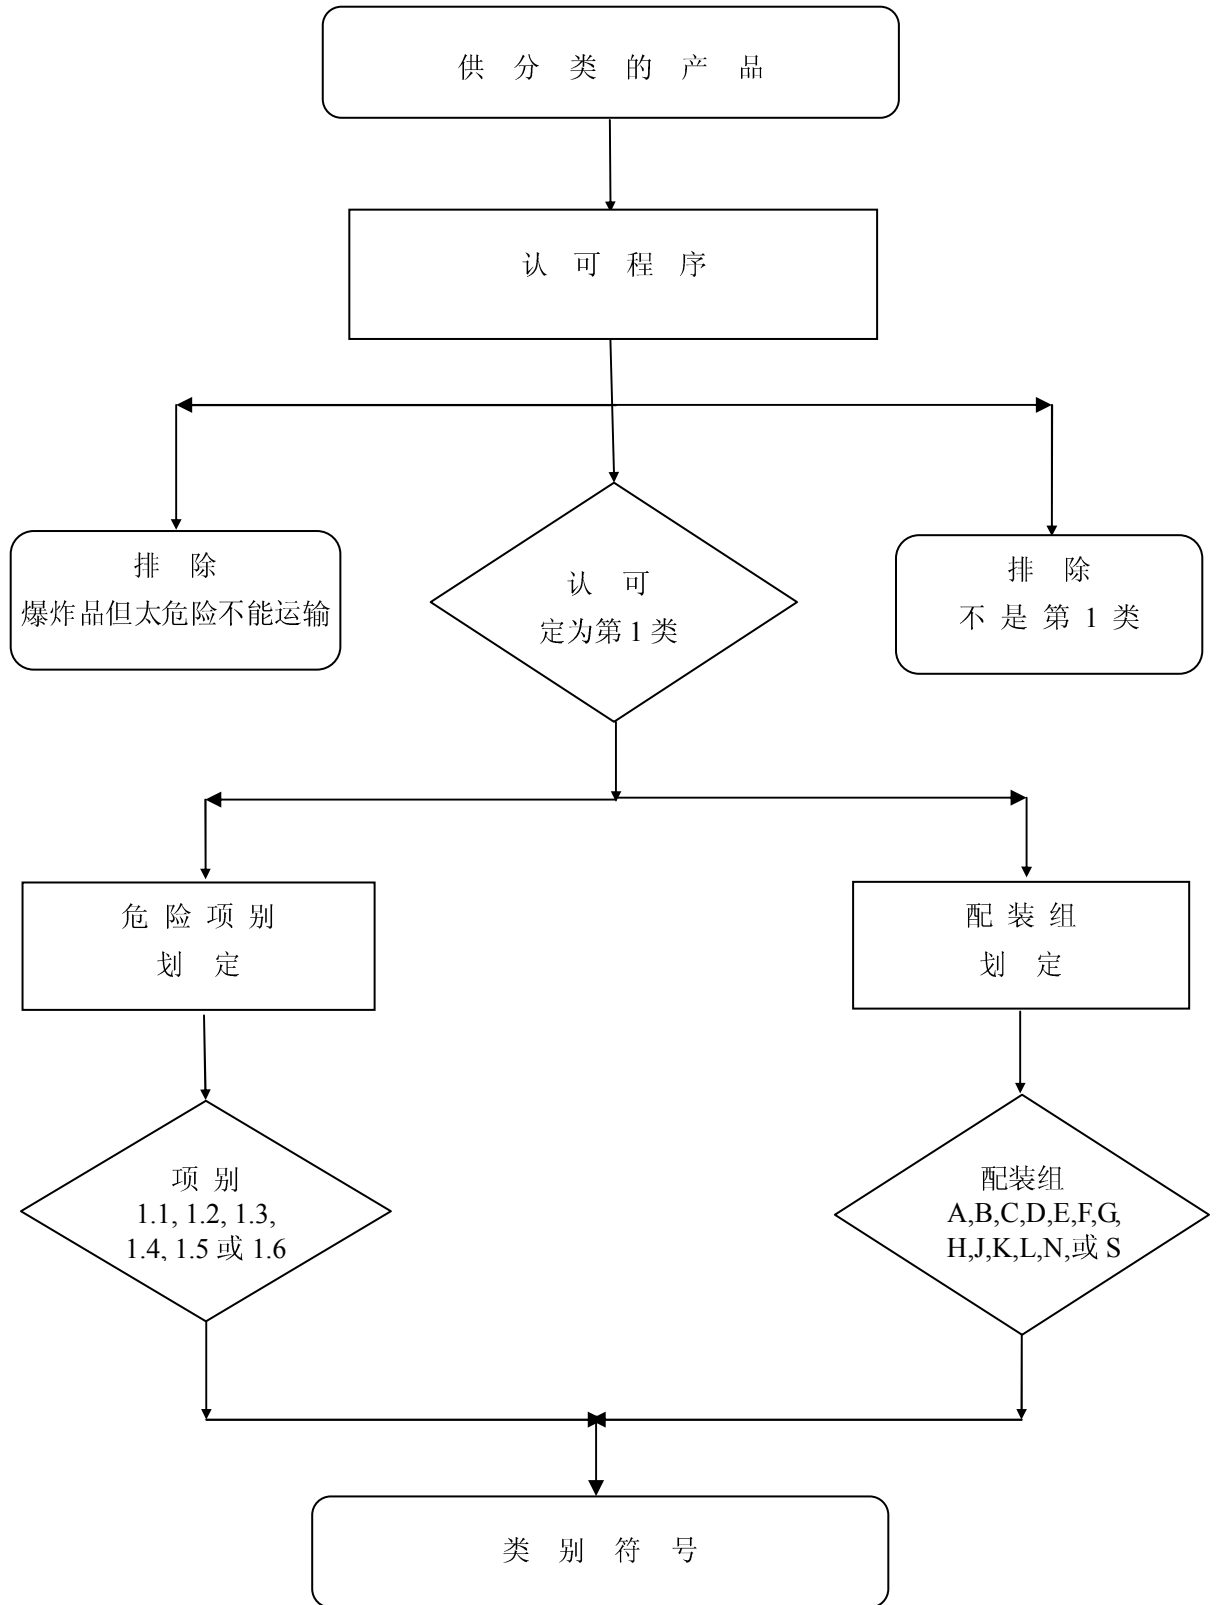 供 分 类 的 产 品
认 可 程 序
排 除
爆炸品但太危险不能运输
认 可
定为第 1 类
排 除
不 是 第 1 类
危 险 项 别
划 定
配 装 组
划 定
项 别
1.1, 1.2, 1.3,
1.4, 1.5 或 1.6
配装组
A,B,C,D,E,F,G,
H,J,K,L,N,或 S
类 别 符 号